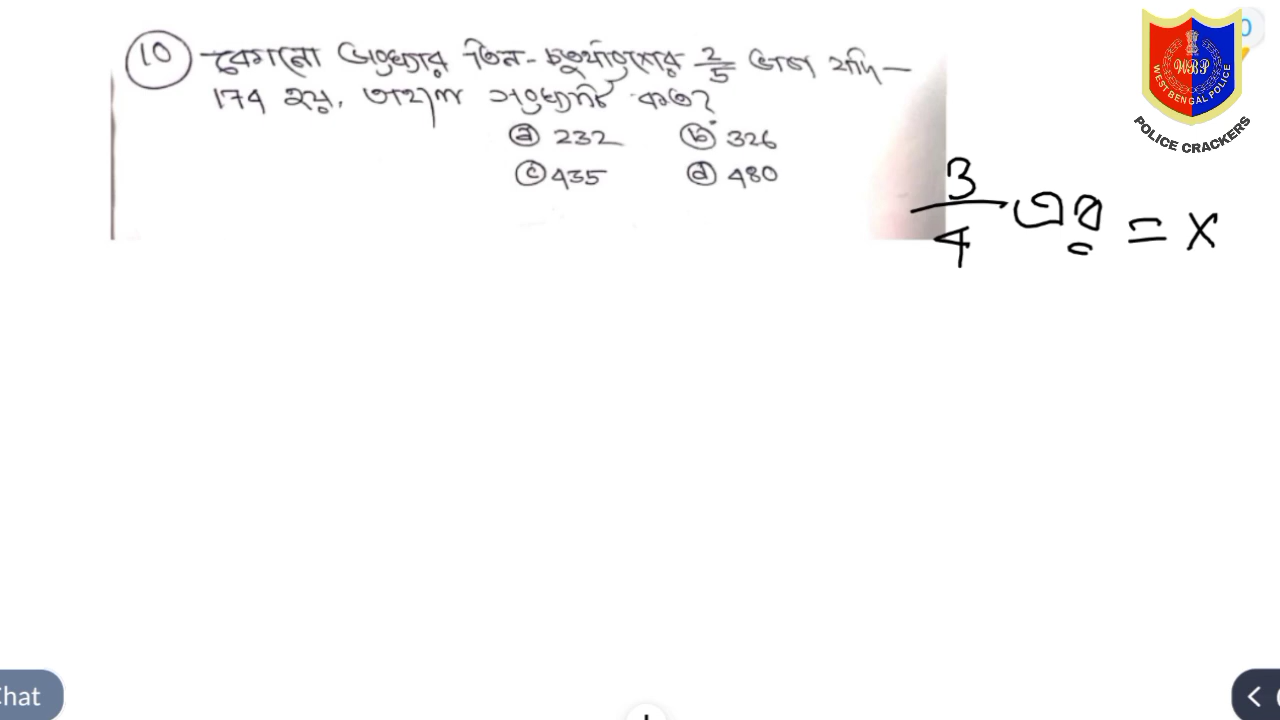 10 কোনো সংখ্যার তিন-চতুর্থাংশের 2/5 ভাগ যদি-
174 হয়, তাহলে সংখ্যাটি কত?
a 232 b 326
c 435 d 480
3/4 এর = x
WBP
WEST BENGAL POLICE
POLICE CRACKERS
Chat